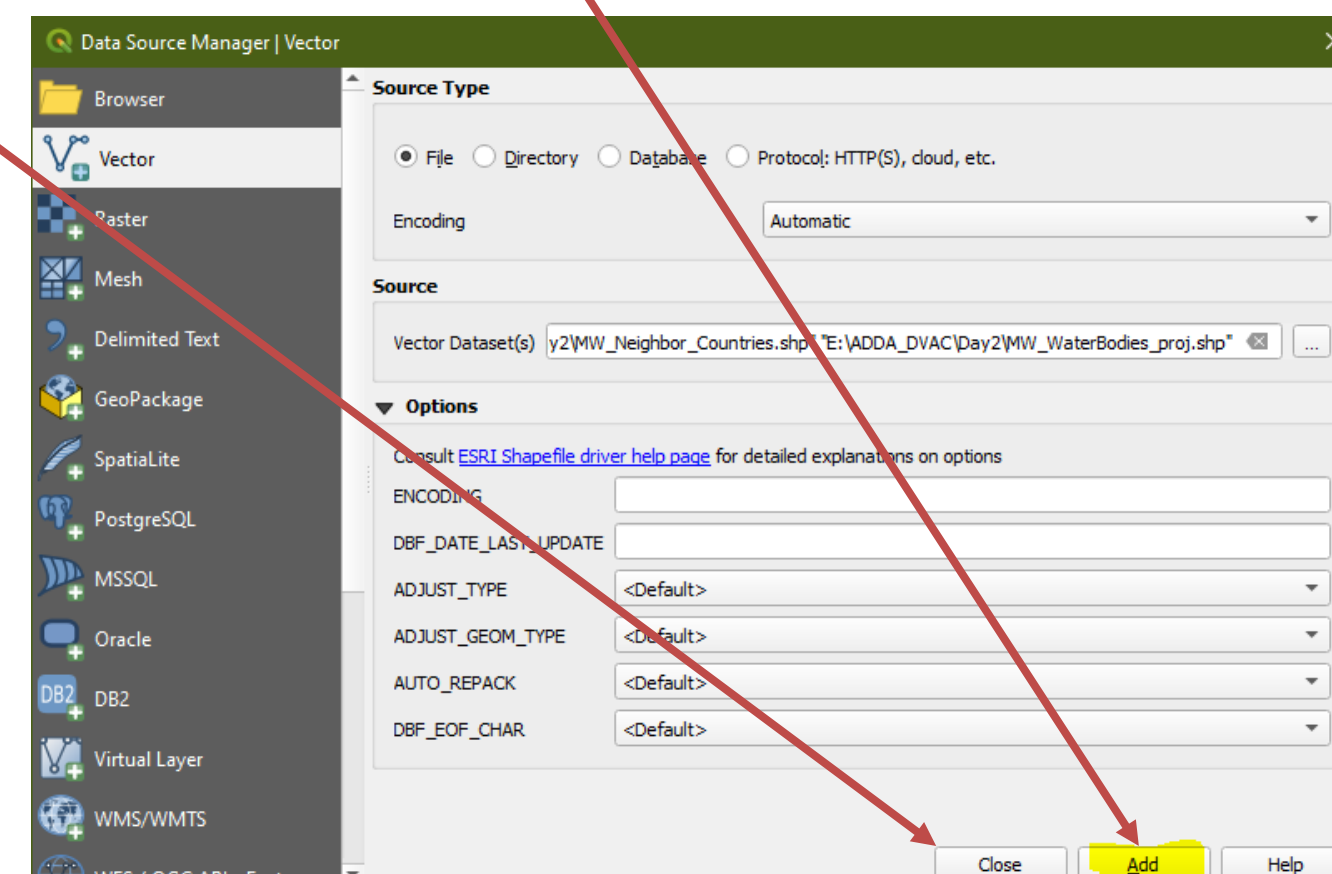 Data Source Manager | Vector
Browser
Vector
Raster
Mesh
Delimited Text
GeoPackage
SpatiaLite
PostgreSQL
MSSQL
Oracle
DB2 DB2
Virtual Layer
WMS/WMTS
Source Type
File Directory Database Protocol: HTTP(S), cloud, etc.
Encoding Automatic
Source
Vector Dataset(s) y2\MW_Neighbor_Countries.shp" "E:\ADDA_DVAC\Day2\MW_WaterBodies_proj.shp" ...
Options
Consult ESRI Shapefile driver help page for detailed explanations on options
ENCODING
DBF_DATE_LAST_UPDATE
ADJUST_TYPE <Default>
ADJUST_GEOM_TYPE <Default>
AUTO_REPACK <Default>
DBF_EOF_CHAR <Default>
Close Add Help